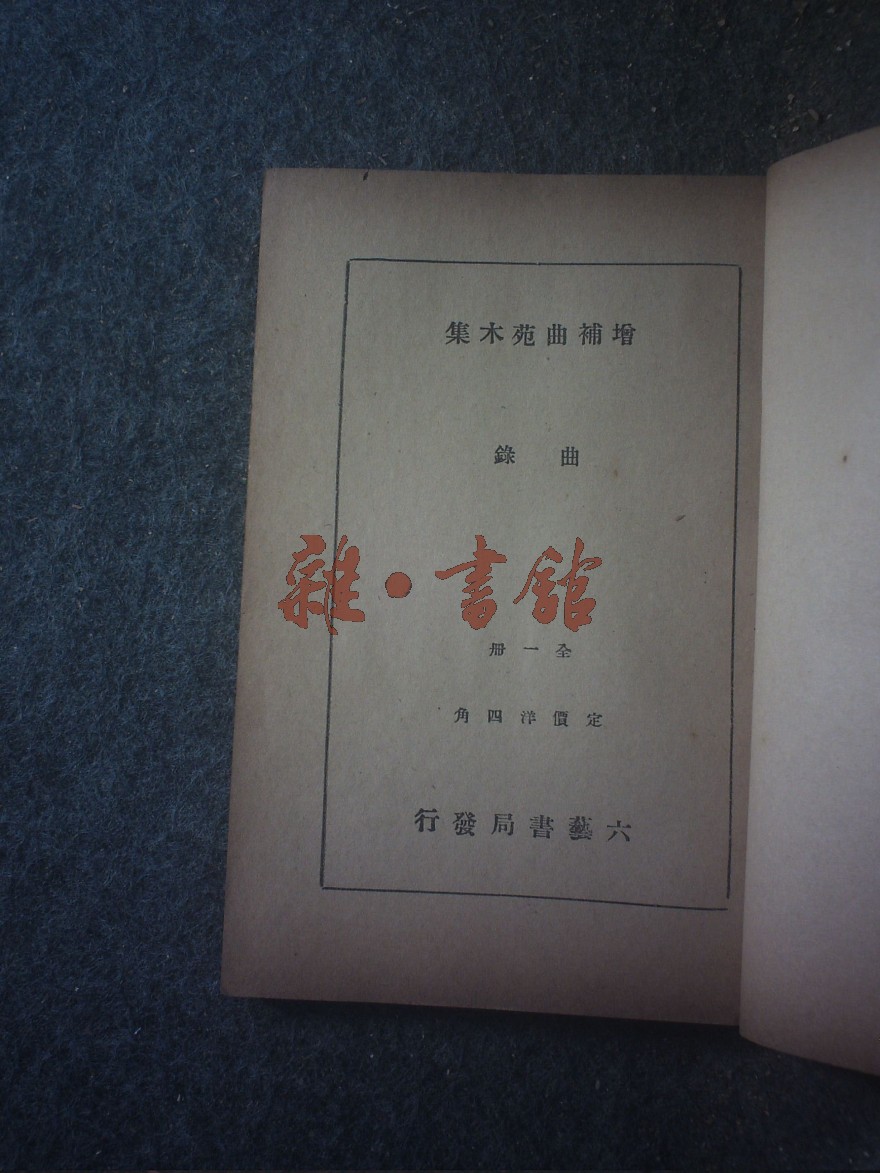 增補曲苑木集
曲錄
雜·書館
全一册
定價洋四角
六藝書局發行